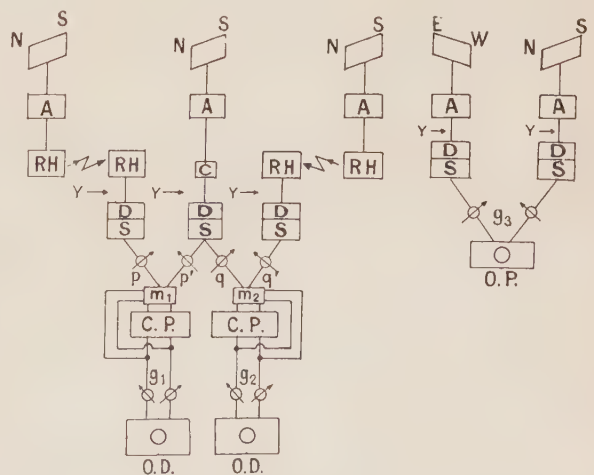 S S S E S
N N N W N
A A A A A
RH RH RH RH
Y → Y → Y → C Y → Y →
D D D D D
S S S S S
p p' q q' g₃
m₁ m₂ O.P.
C.P. C.P.
g₁ g₂
O.D. O.D.